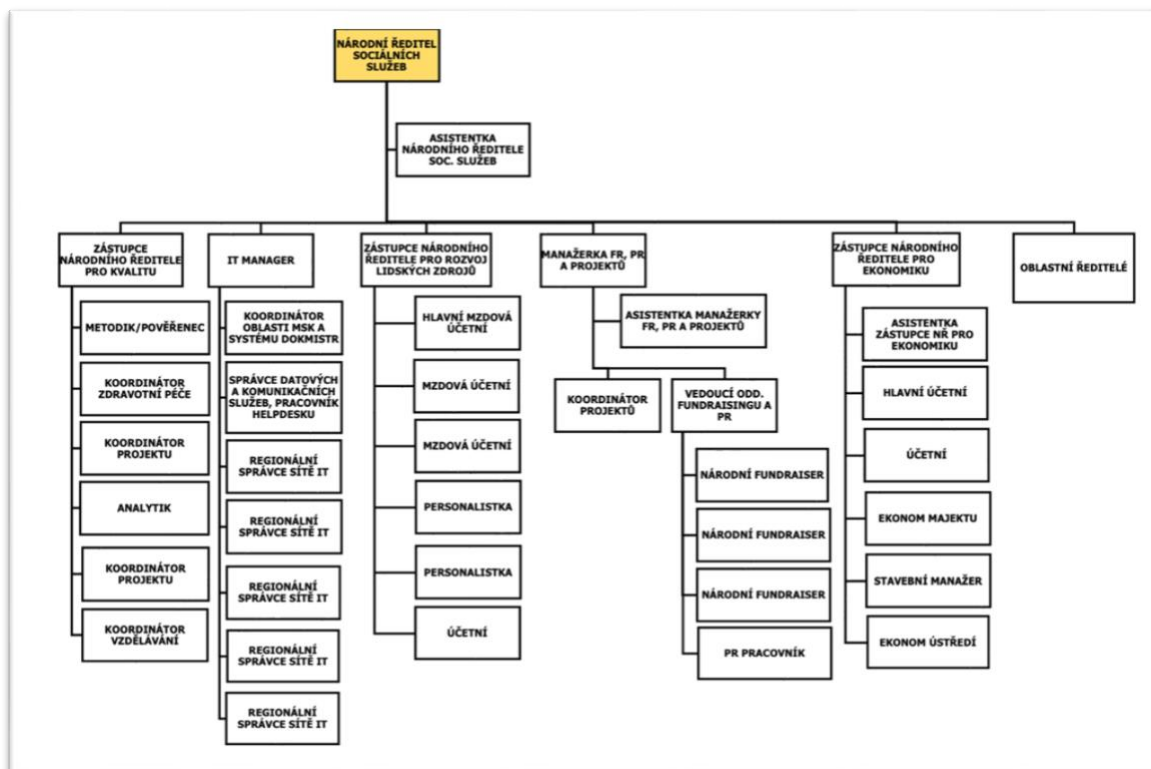 NÁRODNÍ ŘEDITEL
SOCIÁLNÍCH
SLUŽEB
ASISTENTKA
NÁRODNÍHO ŘEDITELE
SOC. SLUŽEB
ZÁSTUPCE
NÁRODNÍHO ŘEDITELE
PRO KVALITU
METODIK/POVĚŘENEC
KOORDINÁTOR
ZDRAVOTNÍ PÉČE
KOORDINÁTOR
PROJEKTU
ANALYTIK
KOORDINÁTOR
PROJEKTU
KOORDINÁTOR
VZDĚLÁVÁNÍ
IT MANAGER
KOORDINÁTOR
OBLASTI MSK A
SYSTÉMU DOKMISTR
SPRÁVCE DATOVÝCH
A KOMUNIKAČNÍCH
SLUŽEB, PRACOVNÍK
HELPDESKU
REGIONÁLNÍ
SPRÁVCE SÍTĚ IT
REGIONÁLNÍ
SPRÁVCE SÍTĚ IT
REGIONÁLNÍ
SPRÁVCE SÍTĚ IT
REGIONÁLNÍ
SPRÁVCE SÍTĚ IT
REGIONÁLNÍ
SPRÁVCE SÍTĚ IT
ZÁSTUPCE NÁRODNÍHO
ŘEDITELE PRO ROZVOJ
LIDSKÝCH ZDROJŮ
HLAVNÍ MZDOVÁ
ÚČETNÍ
MZDOVÁ ÚČETNÍ
MZDOVÁ ÚČETNÍ
PERSONALISTKA
PERSONALISTKA
ÚČETNÍ
MANAŽERKA FR, PR
A PROJEKTŮ
ASISTENTKA MANAŽERKY
FR, PR A PROJEKTŮ
KOORDINÁTOR
PROJEKTŮ
VEDOUCÍ ODD.
FUNDRAISINGU A
PR
NÁRODNÍ FUNDRAISER
NÁRODNÍ FUNDRAISER
NÁRODNÍ FUNDRAISER
PR PRACOVNÍK
ZÁSTUPCE NÁRODNÍHO
ŘEDITELE PRO
EKONOMIKU
ASISTENTKA
ZÁSTUPCE NŘ PRO
EKONOMIKU
HLAVNÍ ÚČETNÍ
ÚČETNÍ
EKONOM MAJEKTU
STAVEBNÍ MANAŽER
EKONOM ÚSTŘEDÍ
OBLASTNÍ ŘEDITELÉ